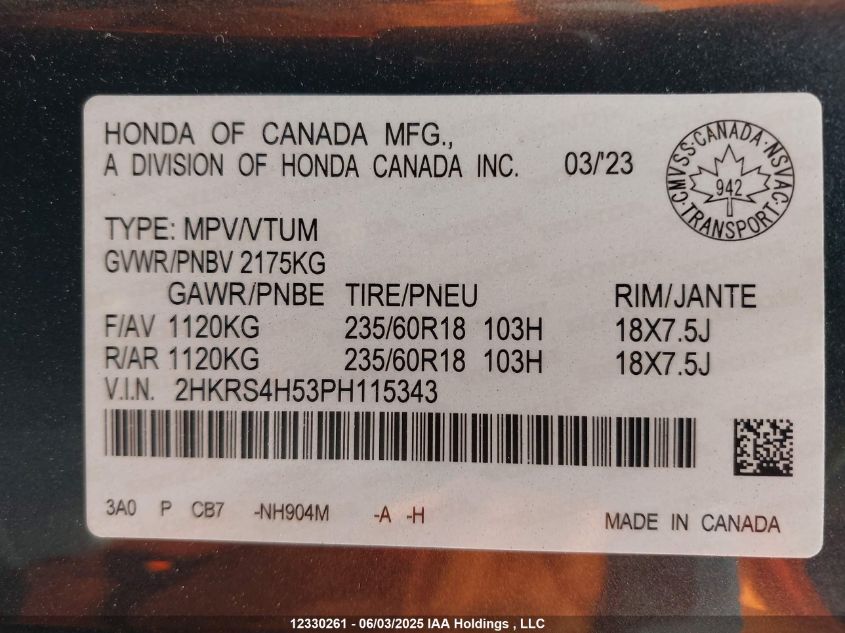 HONDA OF CANADA MFG.,
A DIVISION OF HONDA CANADA INC. 03/'23
CMVSS · CANADA · NSVAC · TRANSPORT
942
TYPE: MPV/VTUM
GVWR/PNBV 2175KG
GAWR/PNBE TIRE/PNEU RIM/JANTE
F/AV 1120KG 235/60R18 103H 18X7.5J
R/AR 1120KG 235/60R18 103H 18X7.5J
V.I.N. 2HKRS4H53PH115343
3A0 P CB7 -NH904M -A -H MADE IN CANADA
12330261 - 06/03/2025 IAA Holdings , LLC